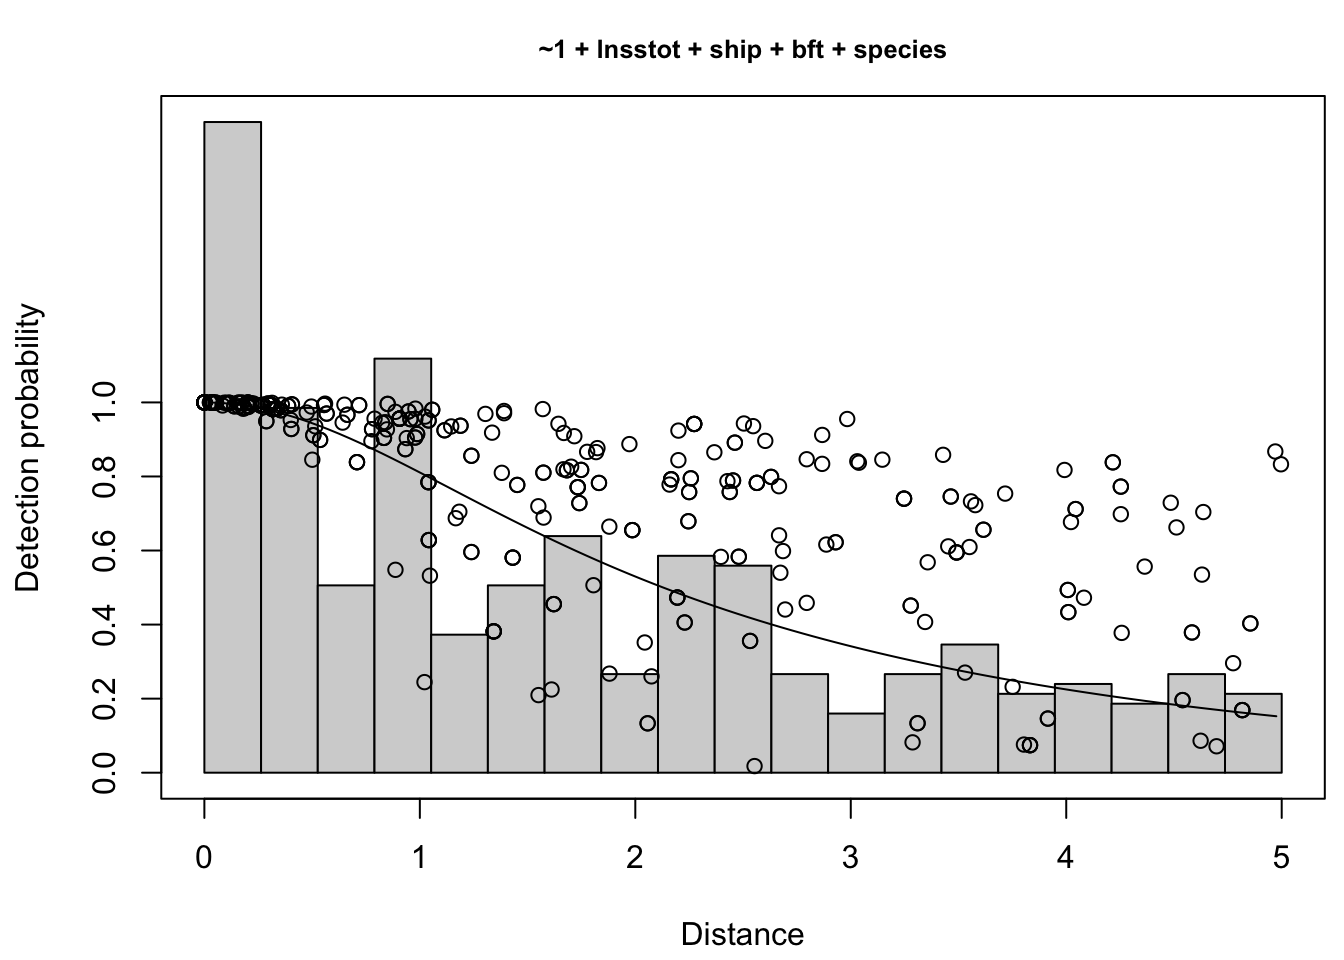 ~1 + lnsstot + ship + bft + species
Detection probability
1.0
0.8
0.6
0.4
0.2
0.0
0 1 2 3 4 5
Distance